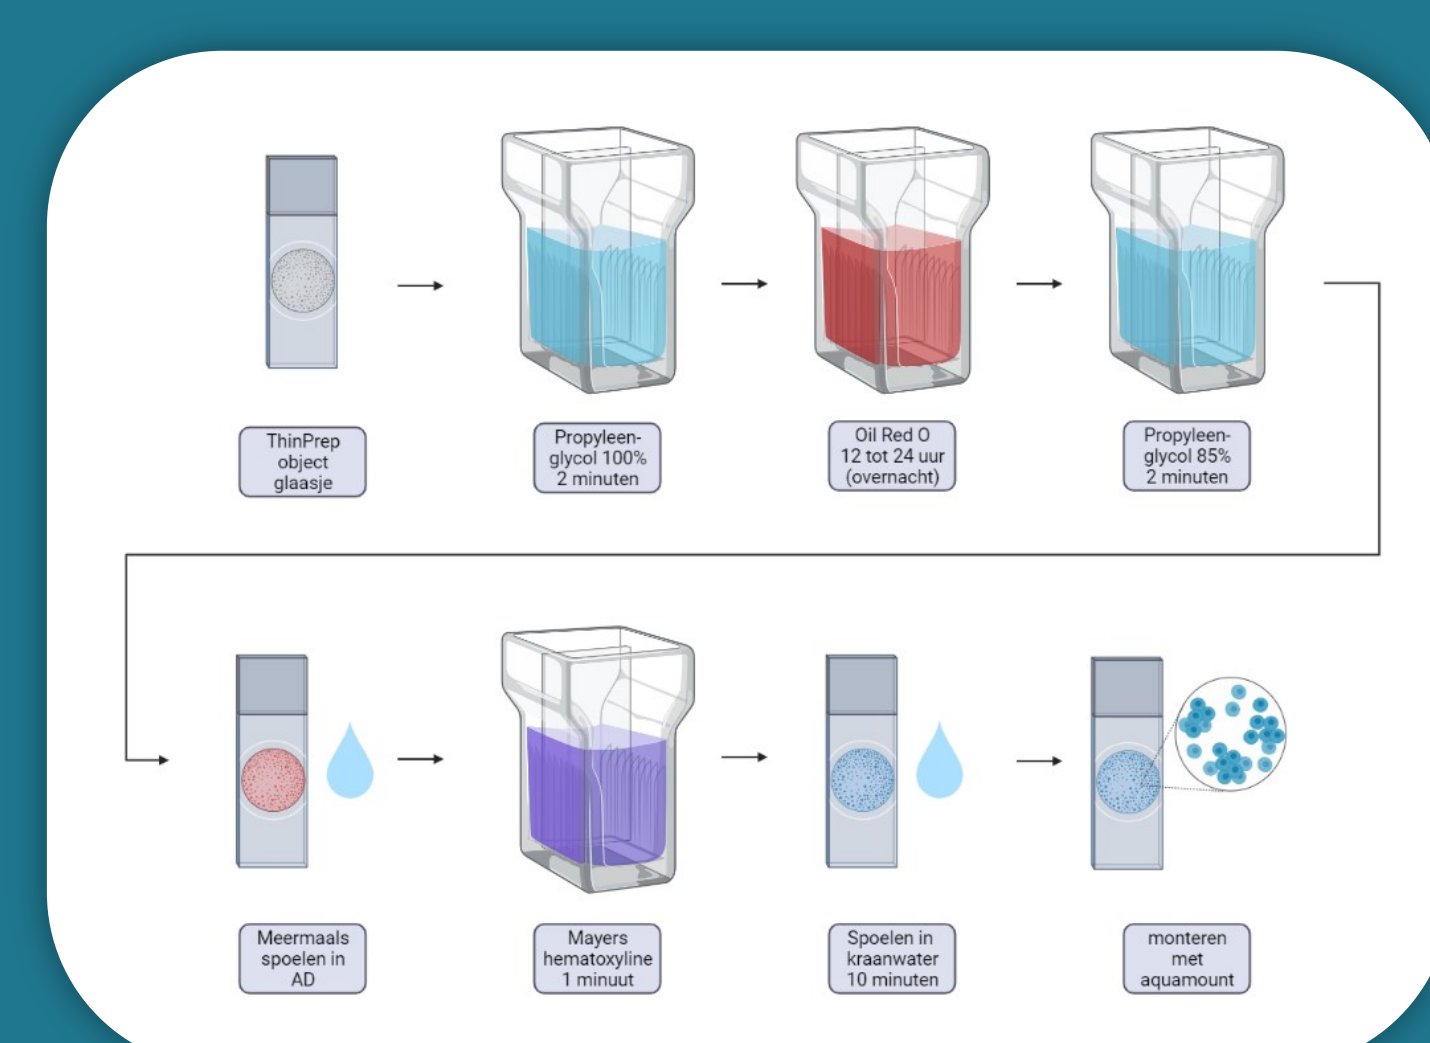 ThinPrep
object
glaasje
Propyleen-
glycol 100%
2 minuten
Oil Red O
12 tot 24 uur
(overnacht)
Propyleen-
glycol 85%
2 minuten
Meermaals
spoelen in
AD
Mayers
hematoxyline
1 minuut
Spoelen in
kraanwater
10 minuten
monteren
met
aquamount